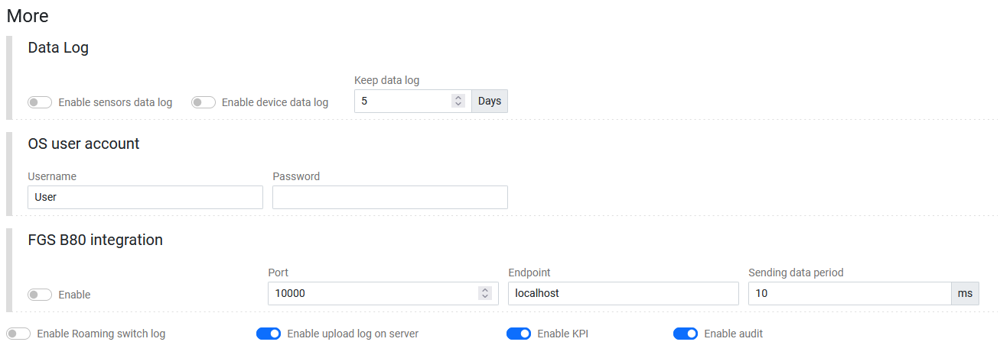 More
Data Log
Keep data log
Enable sensors data log Enable device data log 5 Days
OS user account
Username Password
User
FGS B80 integration
Port Endpoint Sending data period
Enable 10000 localhost 10 ms
Enable Roaming switch log Enable upload log on server Enable KPI Enable audit